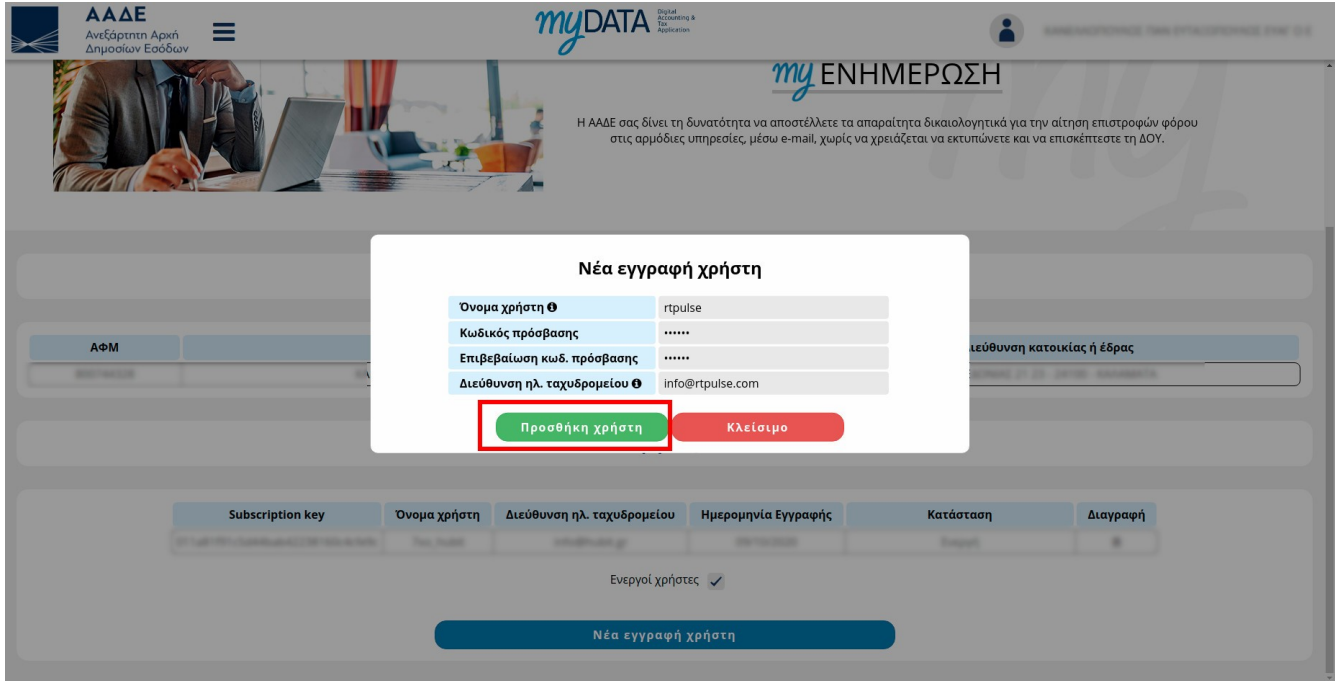 ΑΑΔΕ
Ανεξάρτητη Αρχή
Δημοσίων Εσόδων
myDATA
Digital
Accounting &
Tax
Application
my ΕΝΗΜΕΡΩΣΗ
Η ΑΑΔΕ σας δίνει τη δυνατότητα να αποστέλλετε τα απαραίτητα δικαιολογητικά για την αίτηση επιστροφών φόρου
στις αρμόδιες υπηρεσίες, μέσω e-mail, χωρίς να χρειάζεται να εκτυπώνετε και να επισκέπτεστε τη ΔΟΥ.
Νέα εγγραφή χρήστη
Όνομα χρήστη rtpulse
Κωδικός πρόσβασης ••••••
Επιβεβαίωση κωδ. πρόσβασης ••••••
Διεύθυνση ηλ. ταχυδρομείου info@rtpulse.com
Προσθήκη χρήστη Κλείσιμο
ΑΦΜ ιεύθυνση κατοικίας ή έδρας
Subscription key Όνομα χρήστη Διεύθυνση ηλ. ταχυδρομείου Ημερομηνία Εγγραφής Κατάσταση Διαγραφή
Ενεργοί χρήστες
Νέα εγγραφή χρήστη